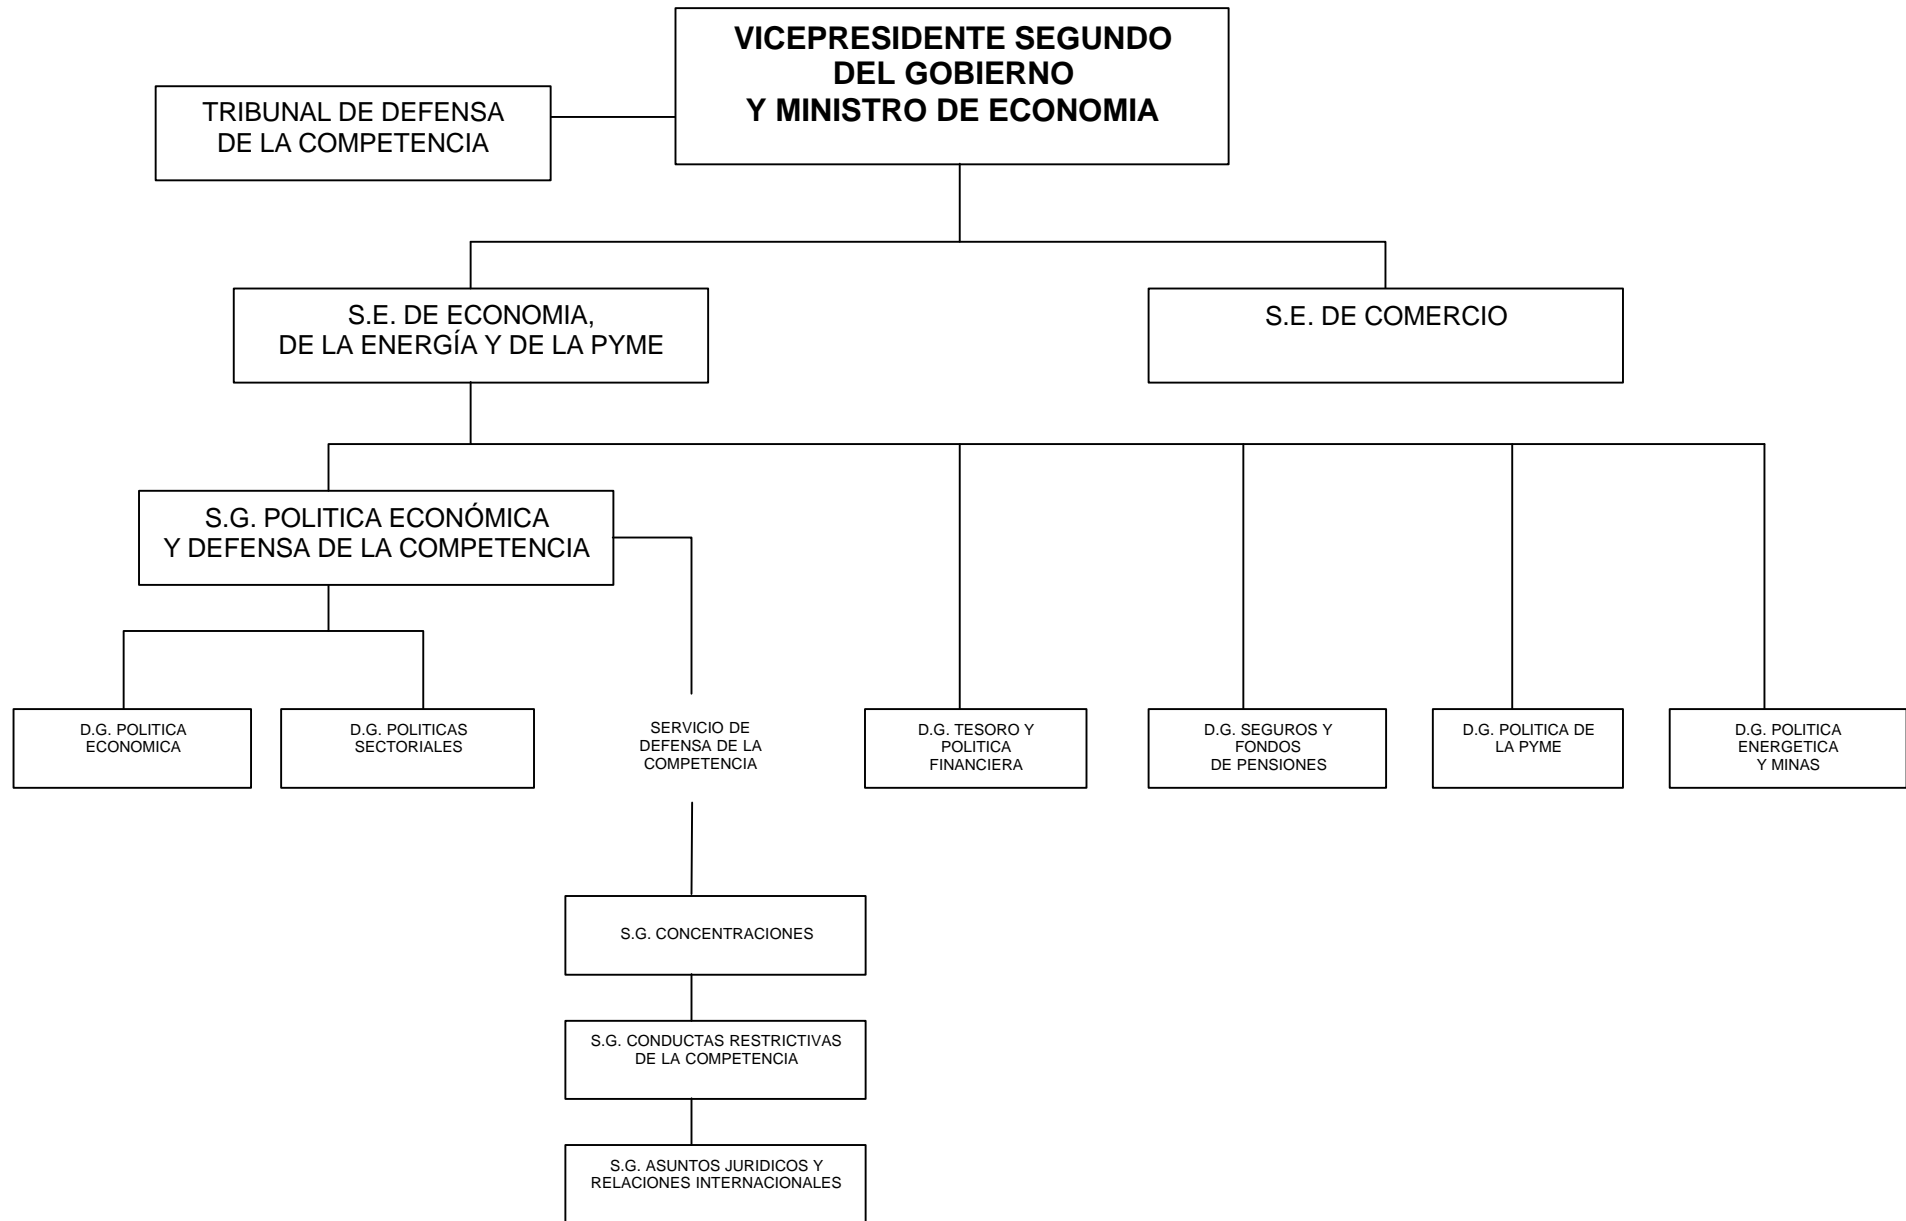 VICEPRESIDENTE SEGUNDO
DEL GOBIERNO
Y MINISTRO DE ECONOMIA
TRIBUNAL DE DEFENSA
DE LA COMPETENCIA
S.E. DE ECONOMIA,
DE LA ENERGÍA Y DE LA PYME
S.E. DE COMERCIO
S.G. POLITICA ECONÓMICA
Y DEFENSA DE LA COMPETENCIA
D.G. POLITICA
ECONOMICA
D.G. POLITICAS
SECTORIALES
SERVICIO DE
DEFENSA DE LA
COMPETENCIA
D.G. TESORO Y
POLITICA
FINANCIERA
D.G. SEGUROS Y
FONDOS
DE PENSIONES
D.G. POLITICA DE
LA PYME
D.G. POLITICA
ENERGETICA
Y MINAS
S.G. CONCENTRACIONES
S.G. CONDUCTAS RESTRICTIVAS
DE LA COMPETENCIA
S.G. ASUNTOS JURIDICOS Y
RELACIONES INTERNACIONALES